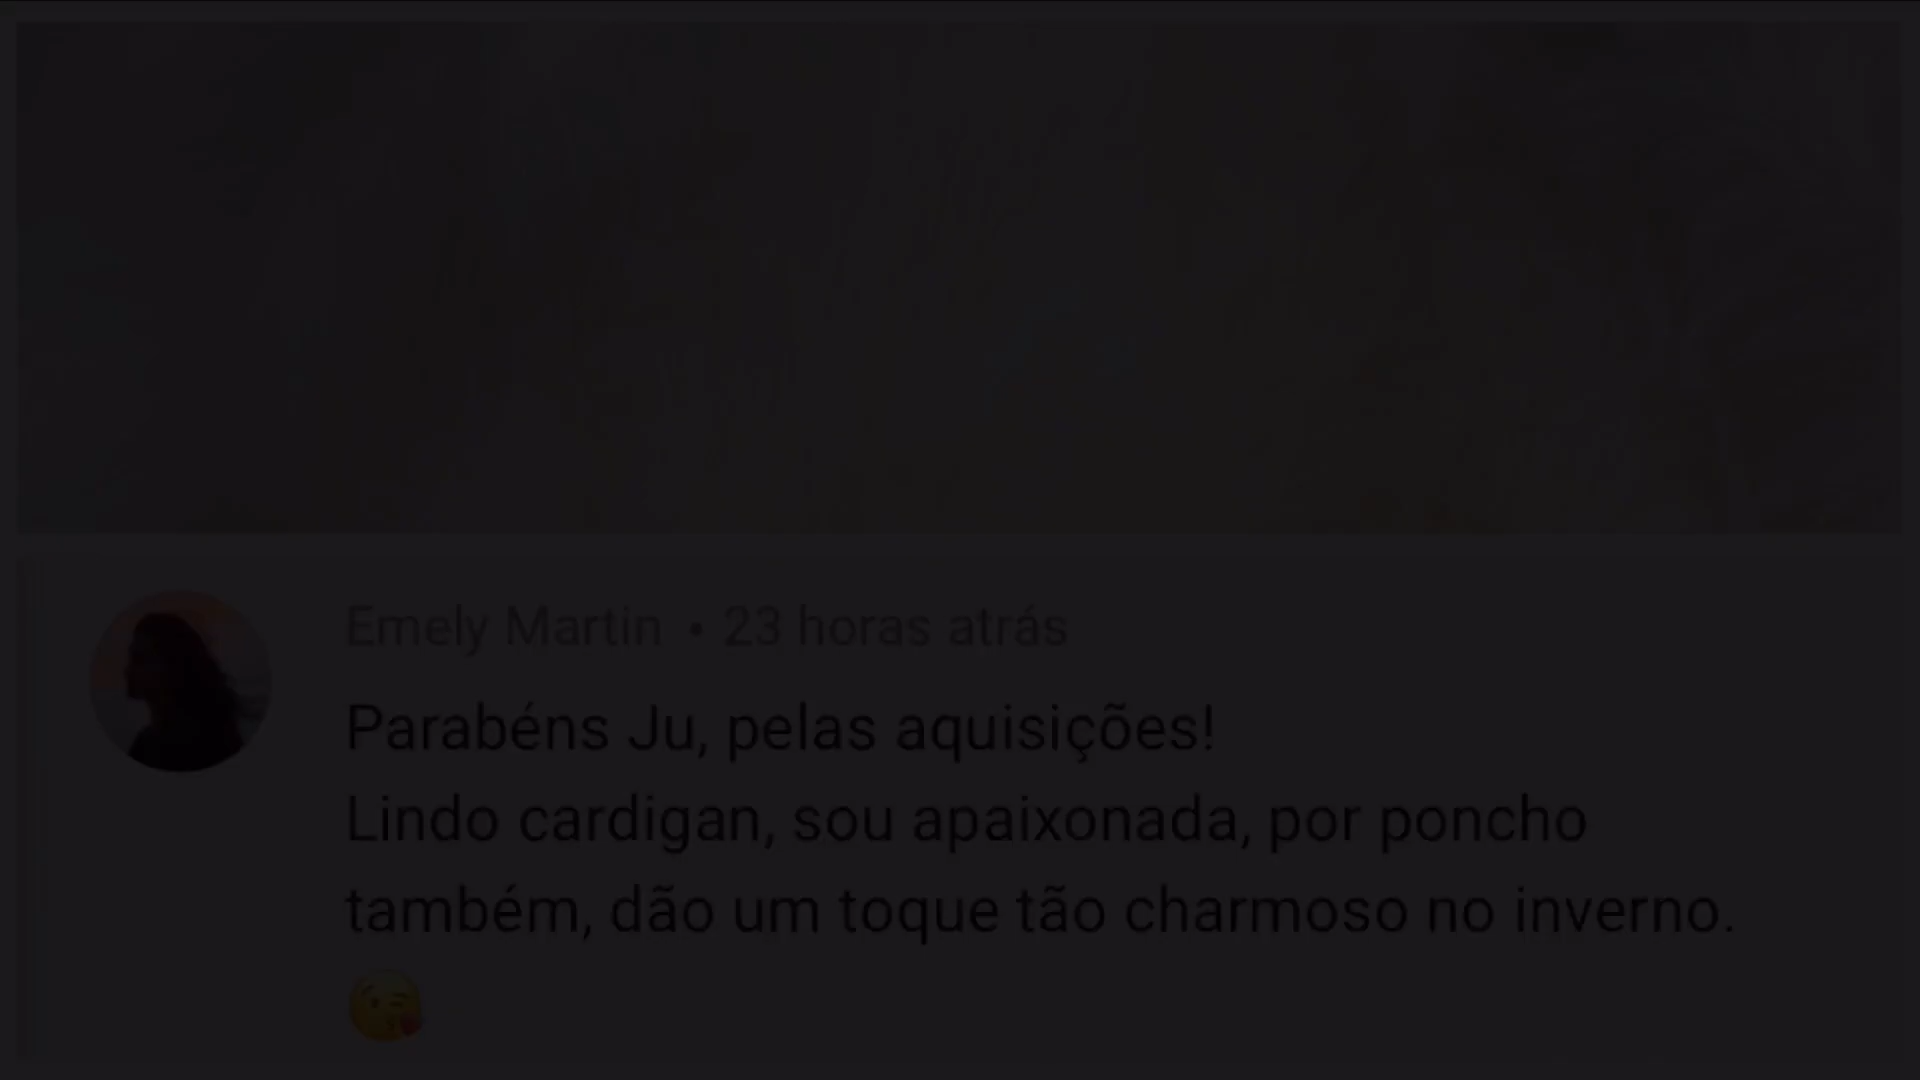 Emely Martin • 23 horas atrás
Parabéns Ju, pelas aquisições!
Lindo cardigan, sou apaixonada, por poncho
também, dão um toque tão charmoso no inverno.
😘